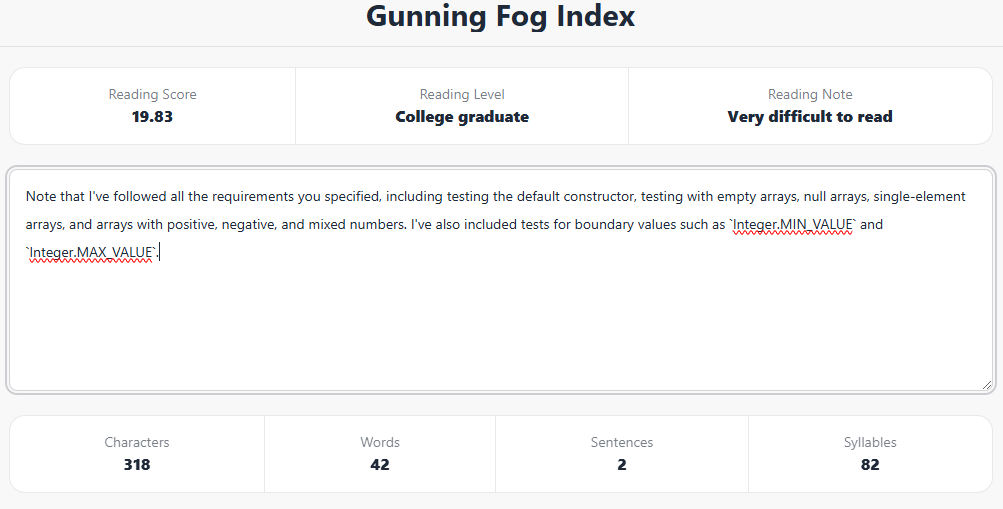 Gunning Fog Index
Reading Score
19.83
Reading Level
College graduate
Reading Note
Very difficult to read
Note that I've followed all the requirements you specified, including testing the default constructor, testing with empty arrays, null arrays, single-element
arrays, and arrays with positive, negative, and mixed numbers. I've also included tests for boundary values such as `Integer.MIN_VALUE` and
`Integer.MAX_VALUE`.
Characters
318
Words
42
Sentences
2
Syllables
82